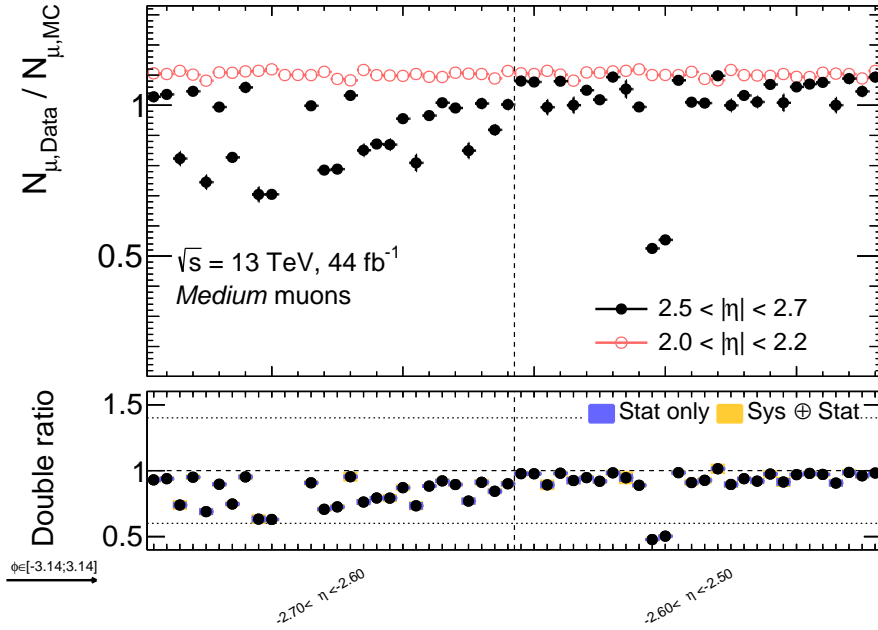 N_μ,Data / N_μ,MC
1
0.5
√s = 13 TeV, 44 fb⁻¹
Medium muons
2.5 < |η| < 2.7
2.0 < |η| < 2.2
Double ratio
1.5
1
0.5
Stat only
Sys ⊕ Stat
φ∈[-3.14;3.14]
-2.70< η <-2.60
-2.60< η <-2.50